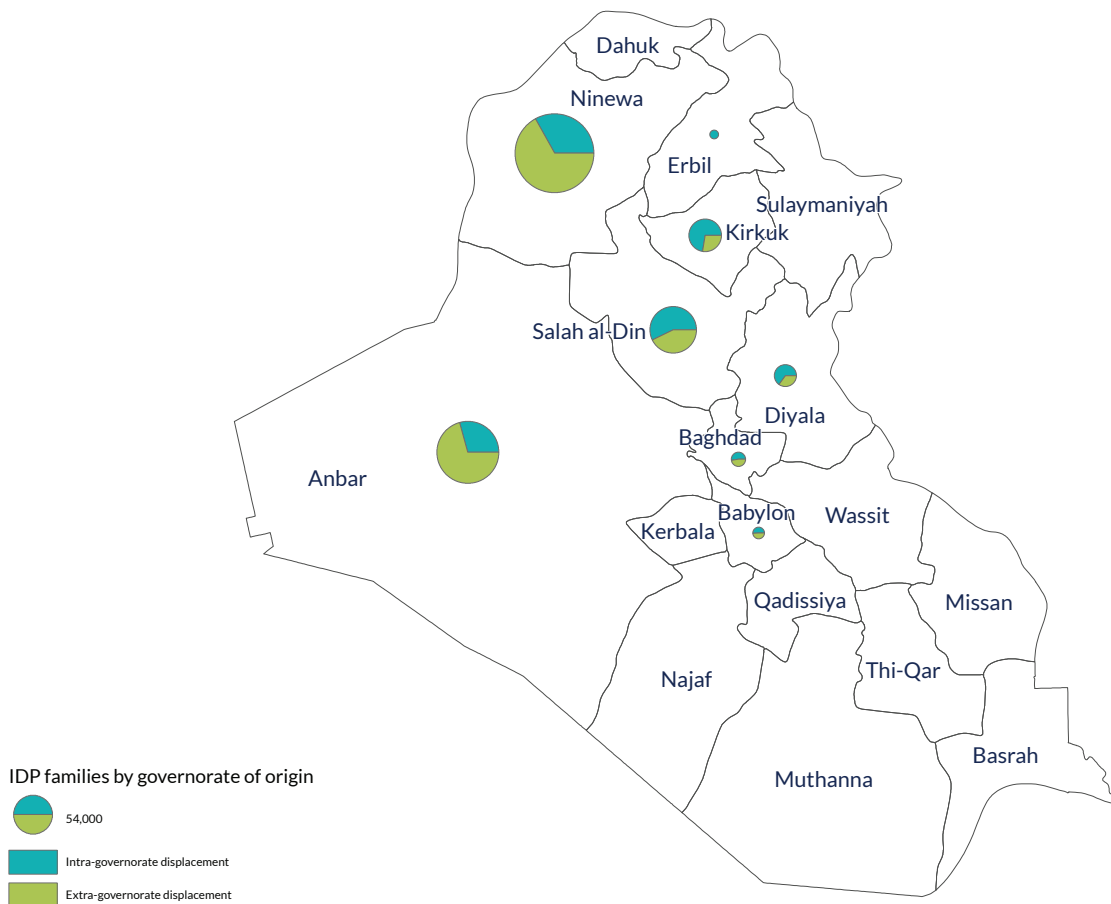 Dahuk
Ninewa
Erbil
Sulaymaniyah
Kirkuk
Salah al-Din
Diyala
Baghdad
Anbar
Babylon
Wassit
Kerbala
Qadissiya
Missan
Thi-Qar
Najaf
Basrah
Muthanna
IDP families by governorate of origin
54,000
Intra-governorate displacement
Extra-governorate displacement